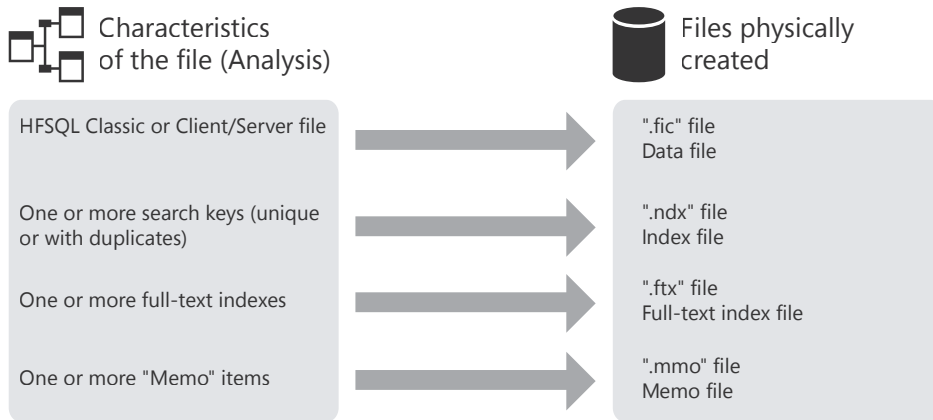 Characteristics
of the file (Analysis)
Files physically
created
HFSQL Classic or Client/Server file
".fic" file
Data file
One or more search keys (unique
or with duplicates)
".ndx" file
Index file
One or more full-text indexes
".ftx" file
Full-text index file
One or more "Memo" items
".mmo" file
Memo file